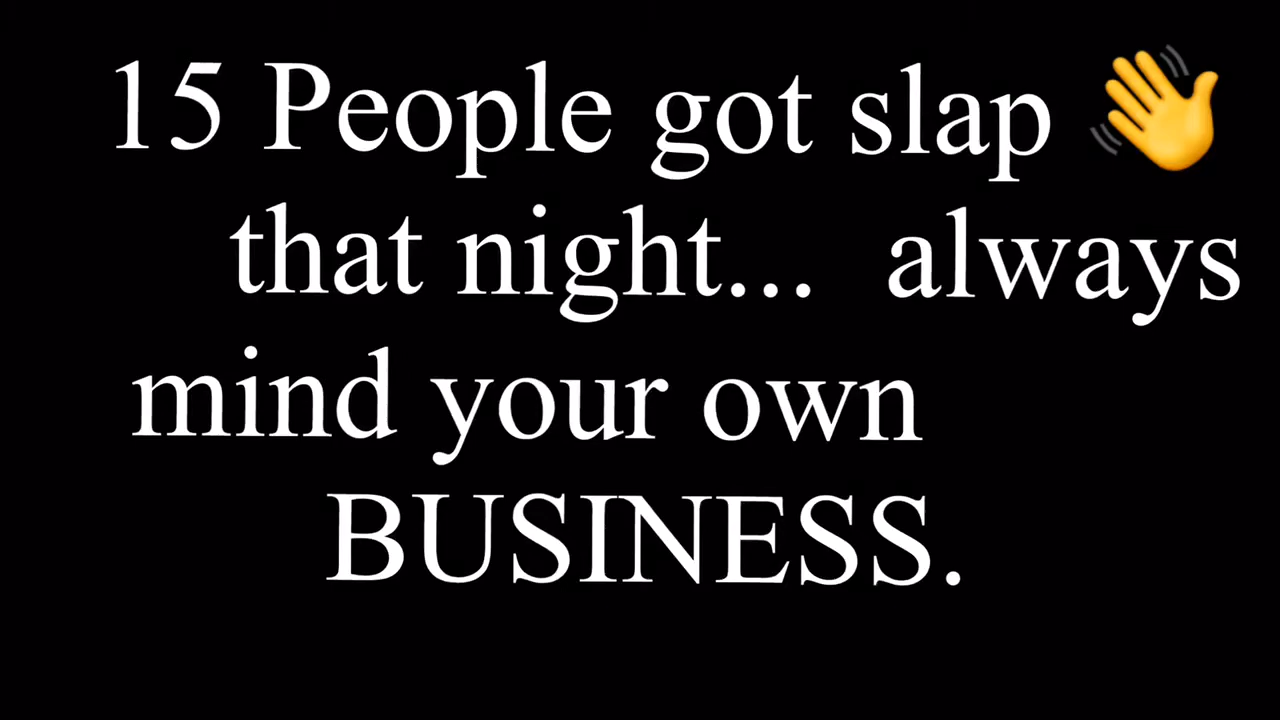 15 People got slap 👋
that night... always
mind your own
BUSINESS.